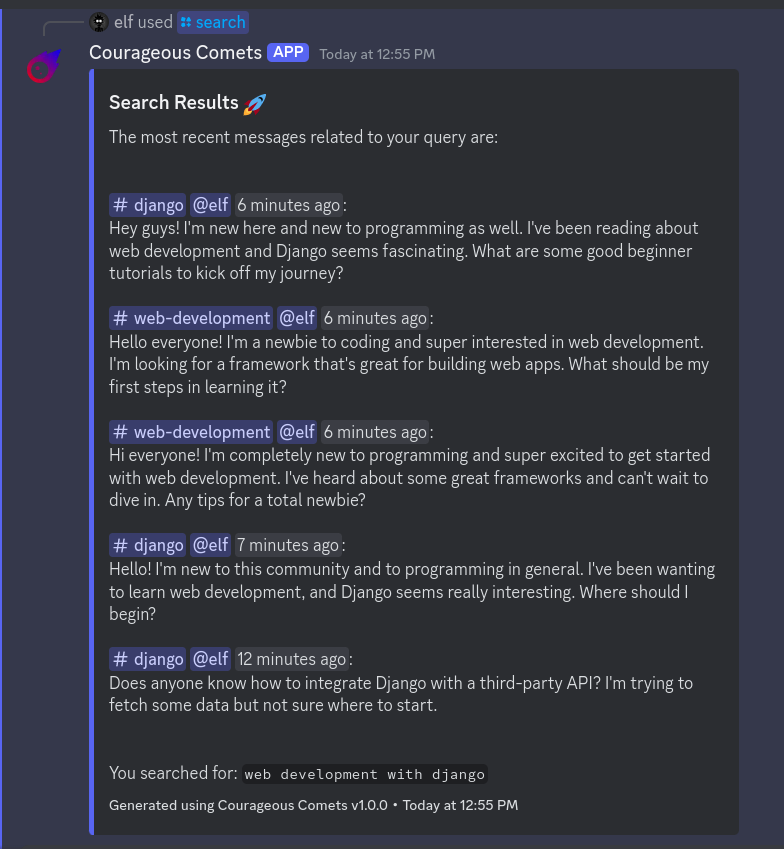 elf used search
Courageous Comets APP Today at 12:55 PM
Search Results
The most recent messages related to your query are:
# django @elf 6 minutes ago:
Hey guys! I'm new here and new to programming as well. I've been reading about
web development and Django seems fascinating. What are some good beginner
tutorials to kick off my journey?
# web-development @elf 6 minutes ago:
Hello everyone! I'm a newbie to coding and super interested in web development.
I'm looking for a framework that's great for building web apps. What should be my
first steps in learning it?
# web-development @elf 6 minutes ago:
Hi everyone! I'm completely new to programming and super excited to get started
with web development. I've heard about some great frameworks and can't wait to
dive in. Any tips for a total newbie?
# django @elf 7 minutes ago:
Hello! I'm new to this community and to programming in general. I've been wanting
to learn web development, and Django seems really interesting. Where should I
begin?
# django @elf 12 minutes ago:
Does anyone know how to integrate Django with a third-party API? I'm trying to
fetch some data but not sure where to start.
You searched for: web development with django
Generated using Courageous Comets v1.0.0 • Today at 12:55 PM